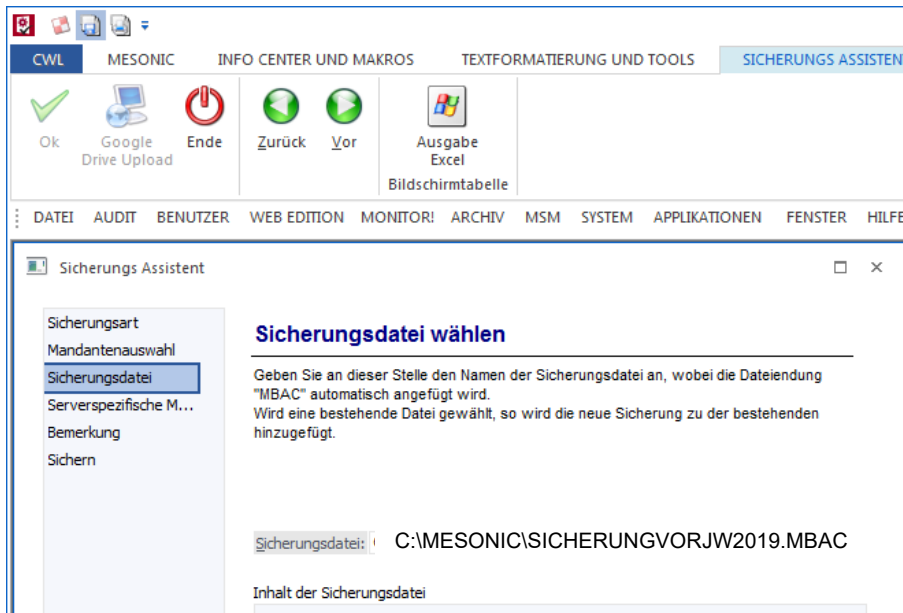 CWL MESONIC INFO CENTER UND MAKROS TEXTFORMATIERUNG UND TOOLS SICHERUNGS ASSISTENT
Ok Google Drive Upload Ende Zurück Vor Ausgabe Excel
Bildschirmtabelle
DATEI AUDIT BENUTZER WEB EDITION MONITOR! ARCHIV MSM SYSTEM APPLIKATIONEN FENSTER HILFE
Sicherungs Assistent
Sicherungsart
Mandantenauswahl
Sicherungsdatei
Serverspezifische M...
Bemerkung
Sichern
Sicherungsdatei wählen
Geben Sie an dieser Stelle den Namen der Sicherungsdatei an, wobei die Dateiendung
"MBAC" automatisch angefügt wird.
Wird eine bestehende Datei gewählt, so wird die neue Sicherung zu der bestehenden
hinzugefügt.
Sicherungsdatei: C:\MESONIC\SICHERUNGVORJW2019.MBAC
Inhalt der Sicherungsdatei